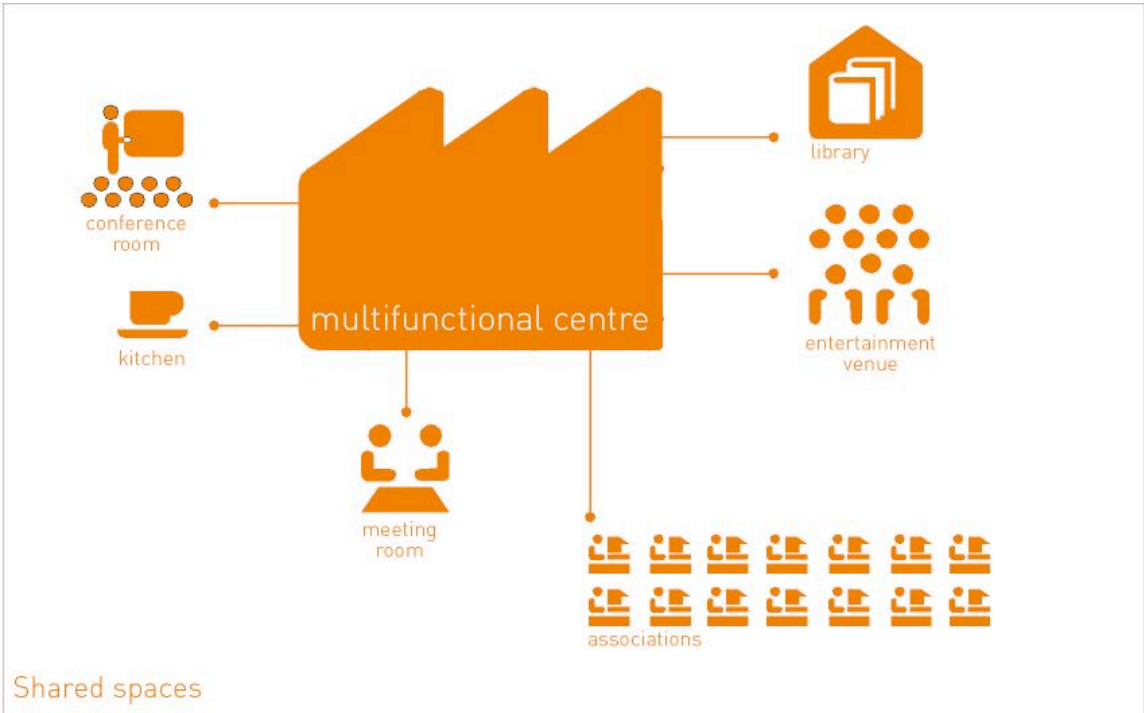 library
conference
room
multifunctional centre
entertainment
venue
kitchen
meeting
room
associations
Shared spaces